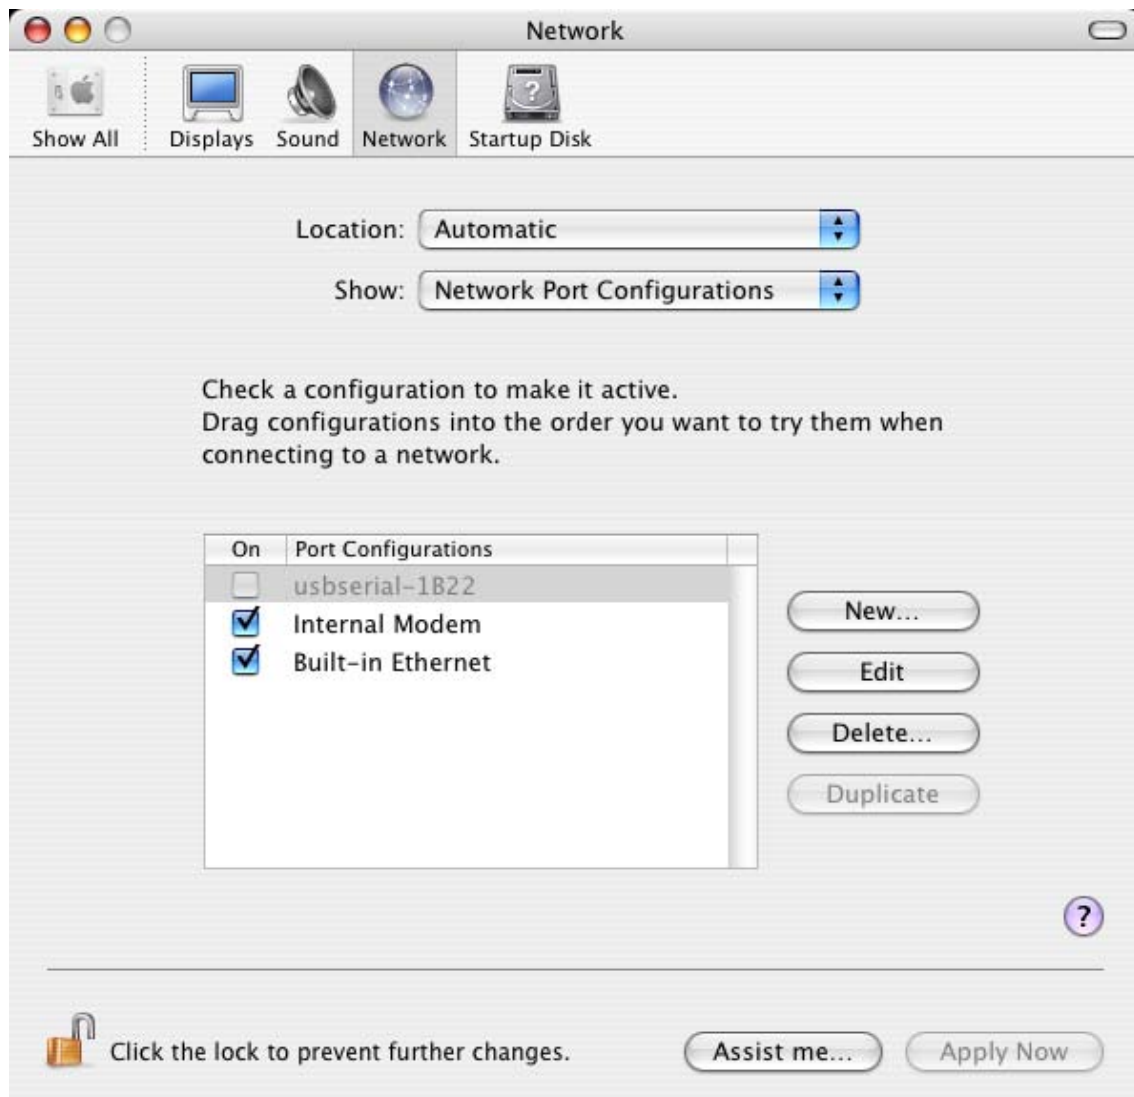 Network
Show All Displays Sound Network Startup Disk
Location: Automatic
Show: Network Port Configurations
Check a configuration to make it active.
Drag configurations into the order you want to try them when
connecting to a network.
On Port Configurations
usbserial-1B22
Internal Modem
Built-in Ethernet
New...
Edit
Delete...
Duplicate
?
Click the lock to prevent further changes. Assist me... Apply Now